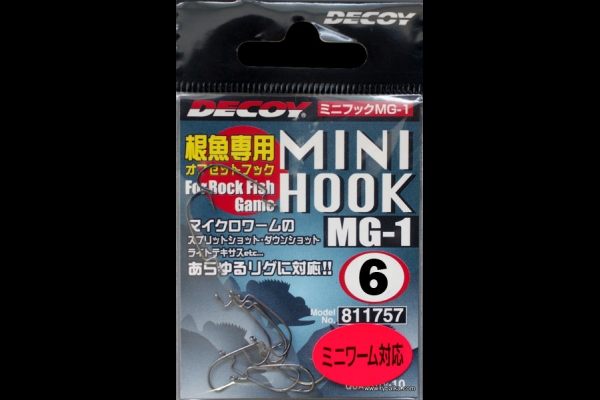 DECOY
DECOY ミニフックMG-1
根魚専用
オフセットフック
MINI
HOOK
For Rock Fish
Game
MG-1
マイクロワームの
スプリットショット・ダウンショット
ライトテキサスetc...
あらゆるリグに対応!!
6
Model No. 811757
ミニワーム対応
10